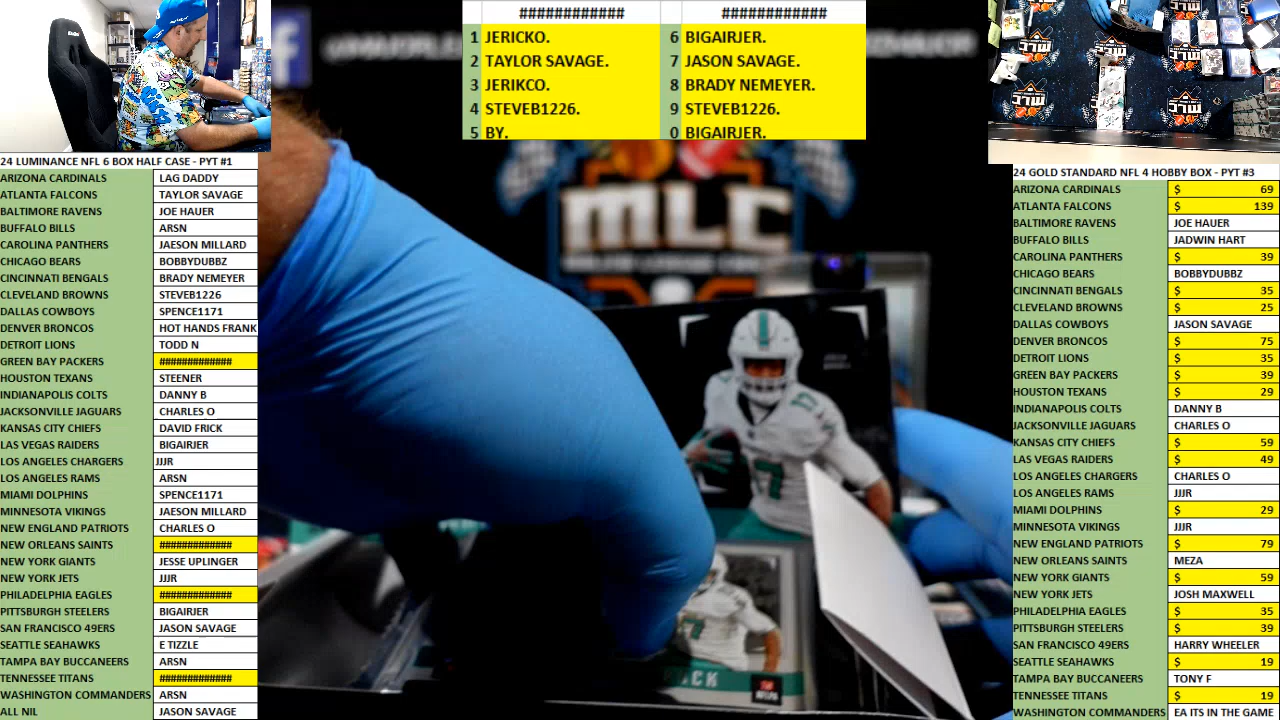 ############ ############
1 JERICKO. 6 BIGAIRJER.
2 TAYLOR SAVAGE. 7 JASON SAVAGE.
3 JERIKCO. 8 BRADY NEMEYER.
4 STEVEB1226. 9 STEVEB1226.
5 BY. 0 BIGAIRJER.
24 LUMINANCE NFL 6 BOX HALF CASE - PYT #1
ARIZONA CARDINALS LAG DADDY
ATLANTA FALCONS TAYLOR SAVAGE
BALTIMORE RAVENS JOE HAUER
BUFFALO BILLS ARSN
CAROLINA PANTHERS JAESON MILLARD
CHICAGO BEARS BOBBYDUBBZ
CINCINNATI BENGALS BRADY NEMEYER
CLEVELAND BROWNS STEVEB1226
DALLAS COWBOYS SPENCE1171
DENVER BRONCOS HOT HANDS FRANK
DETROIT LIONS TODD N
GREEN BAY PACKERS #############
HOUSTON TEXANS STEENER
INDIANAPOLIS COLTS DANNY B
JACKSONVILLE JAGUARS CHARLES O
KANSAS CITY CHIEFS DAVID FRICK
LAS VEGAS RAIDERS BIGAIRJER
LOS ANGELES CHARGERS JJJR
LOS ANGELES RAMS ARSN
MIAMI DOLPHINS SPENCE1171
MINNESOTA VIKINGS JAESON MILLARD
NEW ENGLAND PATRIOTS CHARLES O
NEW ORLEANS SAINTS #############
NEW YORK GIANTS JESSE UPLINGER
NEW YORK JETS JJJR
PHILADELPHIA EAGLES #############
PITTSBURGH STEELERS BIGAIRJER
SAN FRANCISCO 49ERS JASON SAVAGE
SEATTLE SEAHAWKS E TIZZLE
TAMPA BAY BUCCANEERS ARSN
TENNESSEE TITANS #############
WASHINGTON COMMANDERS ARSN
ALL NIL JASON SAVAGE
MLC
17
24 GOLD STANDARD NFL 4 HOBBY BOX - PYT #3
ARIZONA CARDINALS $ 69
ATLANTA FALCONS $ 139
BALTIMORE RAVENS JOE HAUER
BUFFALO BILLS JADWIN HART
CAROLINA PANTHERS $ 39
CHICAGO BEARS BOBBYDUBBZ
CINCINNATI BENGALS $ 35
CLEVELAND BROWNS $ 25
DALLAS COWBOYS JASON SAVAGE
DENVER BRONCOS $ 75
DETROIT LIONS $ 35
GREEN BAY PACKERS $ 39
HOUSTON TEXANS $ 29
INDIANAPOLIS COLTS DANNY B
JACKSONVILLE JAGUARS CHARLES O
KANSAS CITY CHIEFS $ 59
LAS VEGAS RAIDERS $ 49
LOS ANGELES CHARGERS CHARLES O
LOS ANGELES RAMS JJJR
MIAMI DOLPHINS $ 29
MINNESOTA VIKINGS JJJR
NEW ENGLAND PATRIOTS $ 79
NEW ORLEANS SAINTS MEZA
NEW YORK GIANTS $ 59
NEW YORK JETS JOSH MAXWELL
PHILADELPHIA EAGLES $ 35
PITTSBURGH STEELERS $ 39
SAN FRANCISCO 49ERS HARRY WHEELER
SEATTLE SEAHAWKS $ 19
TAMPA BAY BUCCANEERS TONY F
TENNESSEE TITANS $ 19
WASHINGTON COMMANDERS EA ITS IN THE GAME